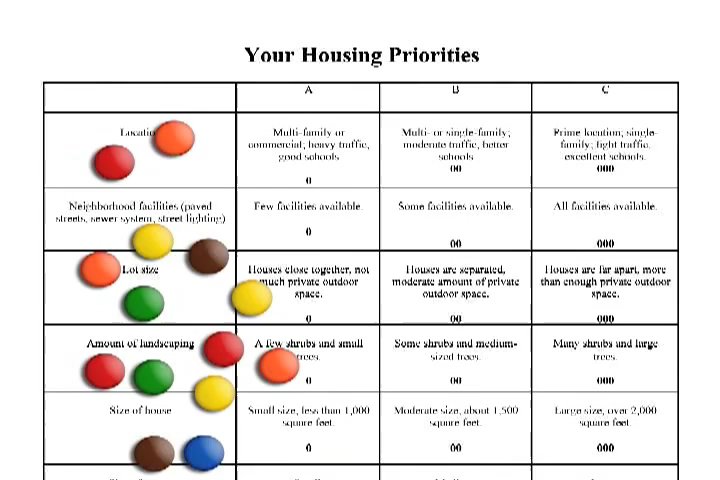 Your Housing Priorities
A B C
Multi-family or
commercial; heavy traffic,
good schools
0
Multi- or single-family;
moderate traffic, better
schools
00
Prime location; single-
family; light traffic,
excellent schools.
000
Neighborhood facilities (paved
streets, sewer system, street lighting)
Few facilities available.
0
Some facilities available.
00
All facilities available.
000
Lot size
Houses close together, not
much private outdoor
space.
0
Houses are separated,
moderate amount of private
outdoor space.
00
Houses are far apart, more
than enough private outdoor
space.
000
Amount of landscaping
A few shrubs and small
trees.
0
Some shrubs and medium-
sized trees.
00
Many shrubs and large
trees.
000
Size of house
Small size, less than 1,000
square feet.
0
Moderate size, about 1,500
square feet.
00
Large size, over 2,000
square feet.
000